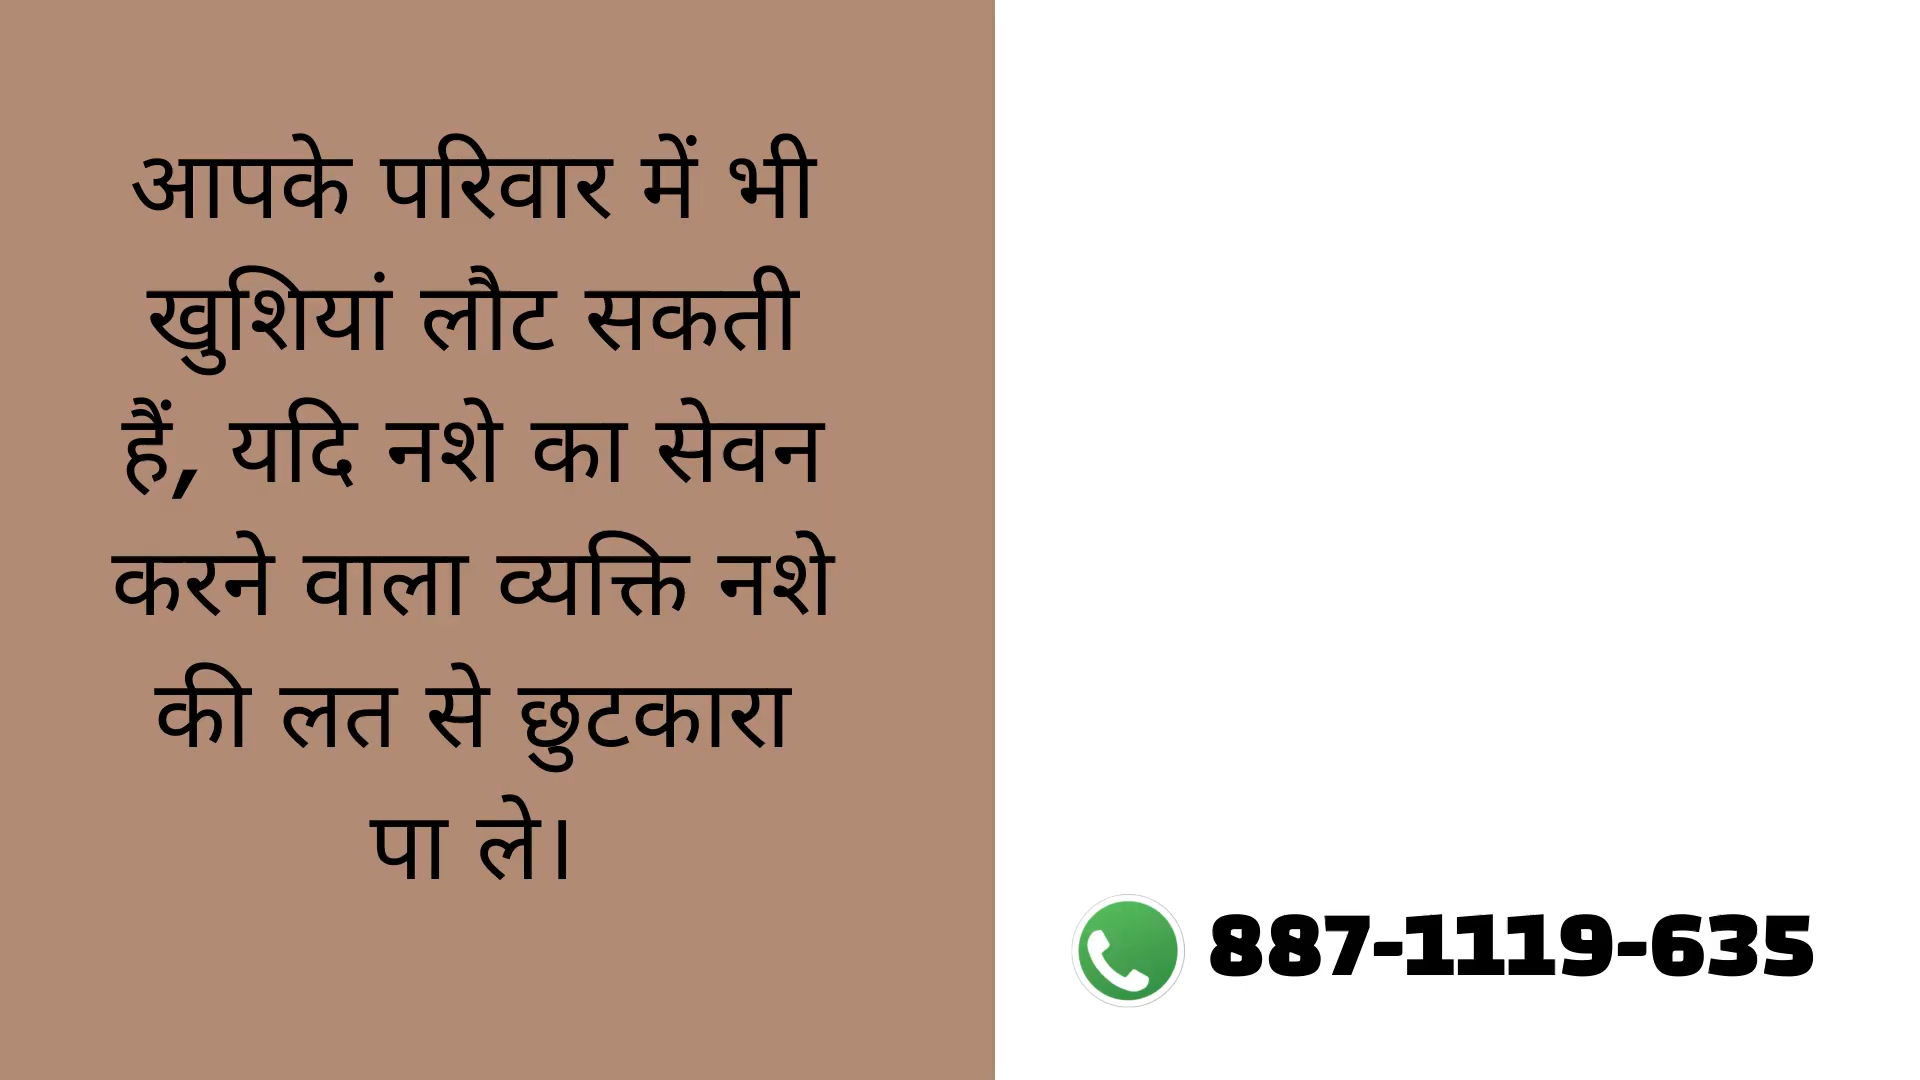 आपके परिवार में भी
खुशियां लौट सकती
हैं, यदि नशे का सेवन
करने वाला व्यक्ति नशे
की लत से छुटकारा
पा ले।
887-1119-635